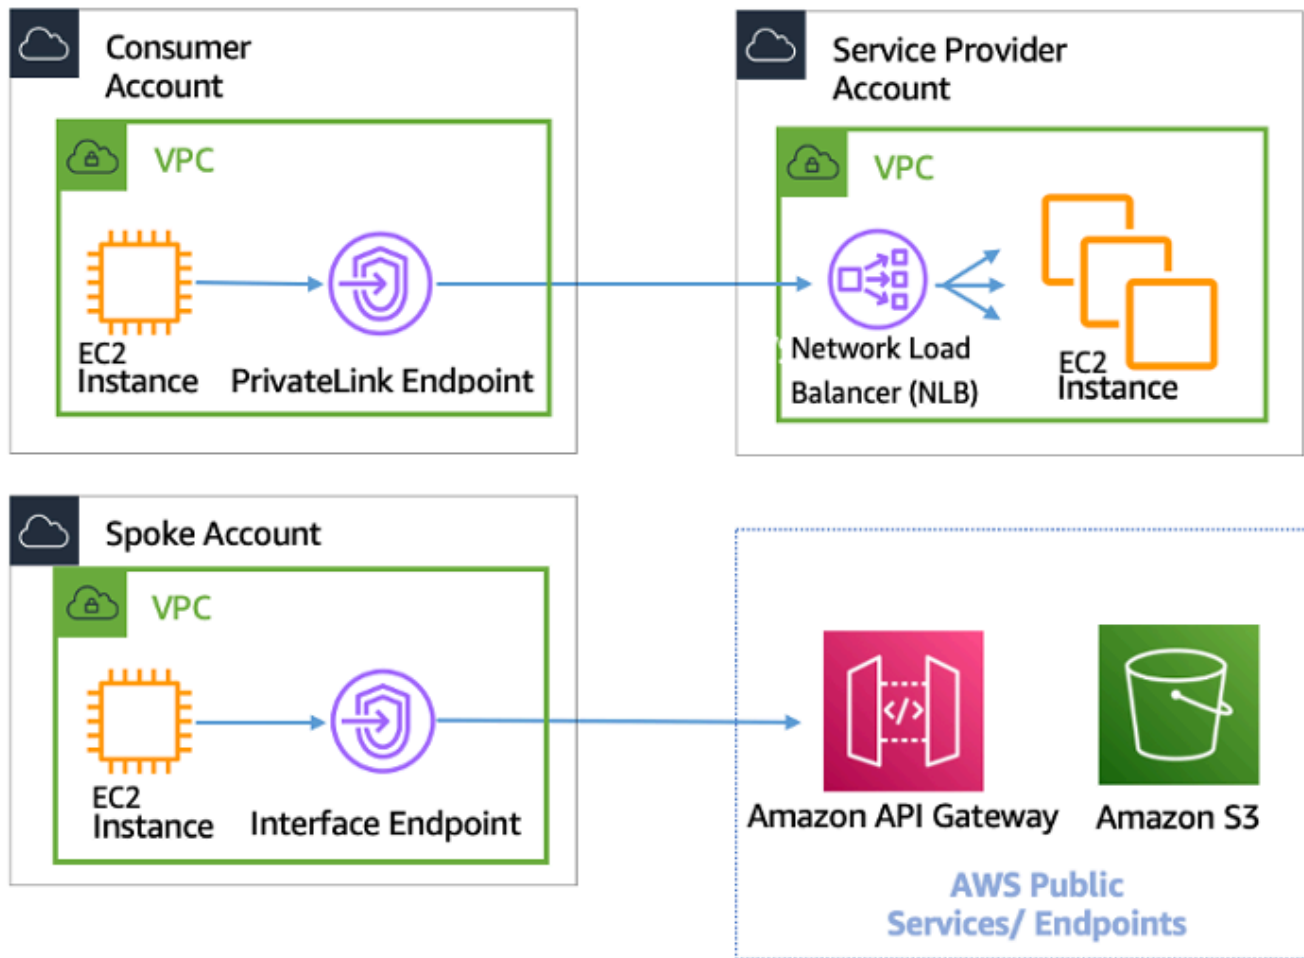 Consumer
Account
VPC
EC2
Instance
PrivateLink Endpoint
Service Provider
Account
VPC
Network Load
Balancer (NLB)
EC2
Instance
Spoke Account
VPC
EC2
Instance
Interface Endpoint
</>
Amazon API Gateway
Amazon S3
AWS Public
Services/ Endpoints